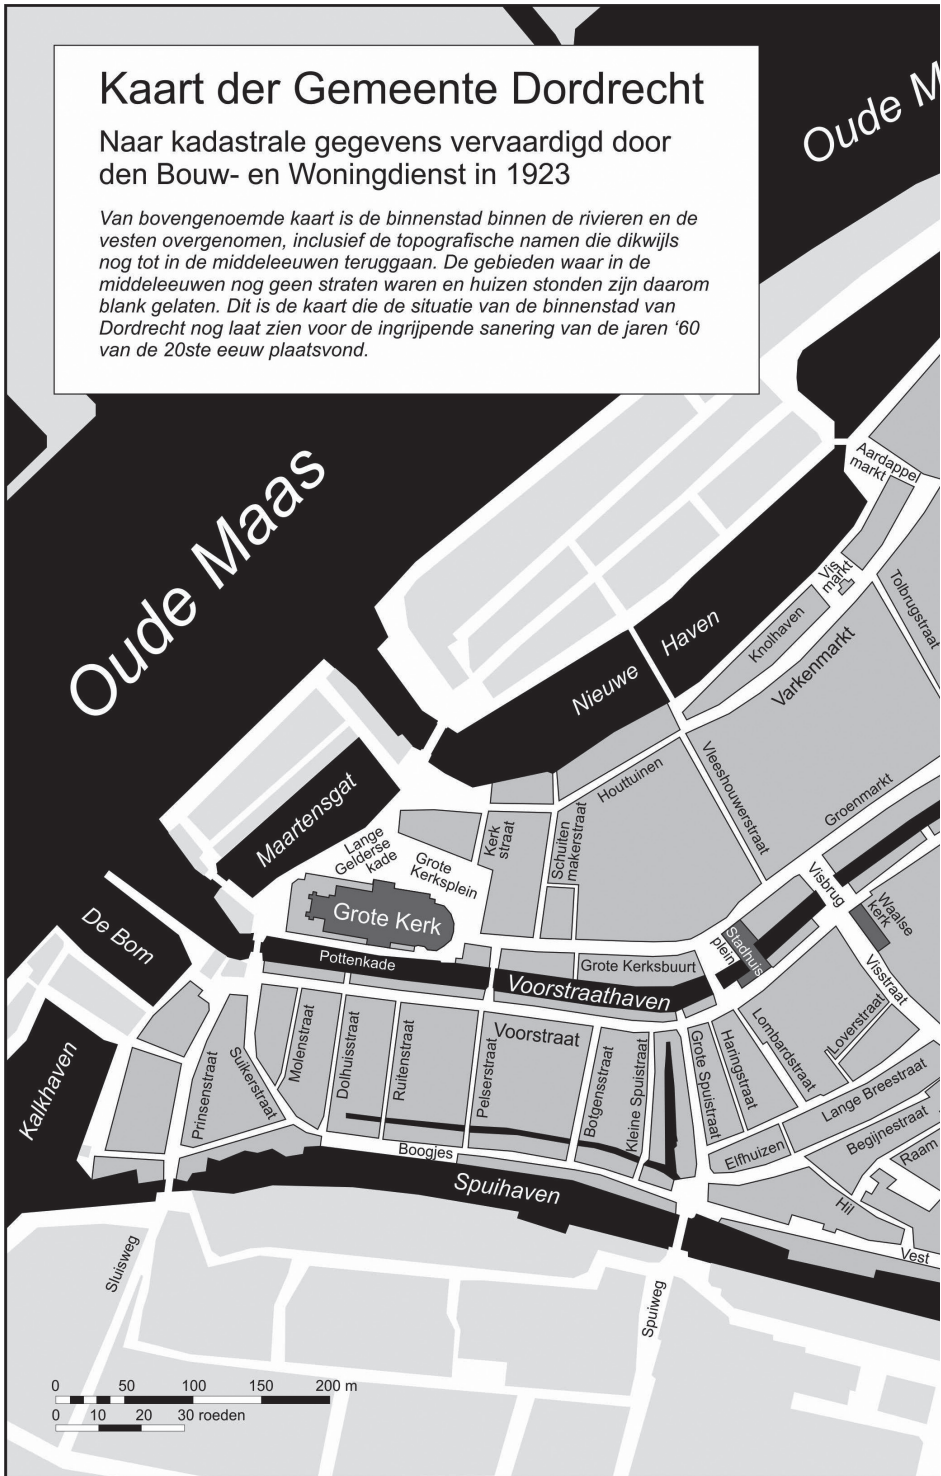 Kaart der Gemeente Dordrecht
Naar kadastrale gegevens vervaardigd door
den Bouw- en Woningdienst in 1923
Van bovengenoemde kaart is de binnenstad binnen de rivieren en de
vesten overgenomen, inclusief de topografische namen die dikwijls
nog tot in de middeleeuwen teruggaan. De gebieden waar in de
middeleeuwen nog geen straten waren en huizen stonden zijn daarom
blank gelaten. Dit is de kaart die de situatie van de binnenstad van
Dordrecht nog laat zien voor de ingrijpende sanering van de jaren ‘60
van de 20ste eeuw plaatsvond.
Oude M
Oude Maas
Aardappel
markt
Vis
markt
Tolbrugstraat
Knolhaven
Varkenmarkt
Nieuwe
Haven
Houttuinen
Vleeshouwerstraat
Groenmarkt
Maartensgat
Lange
Gelderse
kade
Grote
Kerksplein
Kerk
straat
Schuiten
makerstraat
Visbrug
Waalse
kerk
Grote Kerk
De Bom
Pottenkade
Grote Kerksbuurt
Stadhuis
plein
Visstraat
Voorstraathaven
Voorstraat
Kalkhaven
Prinsenstraat
Suikerstraat
Molenstraat
Dolhuisstraat
Ruitenstraat
Pelserstraat
Botgensstraat
Kleine Spuistraat
Grote Spuistraat
Haringstraat
Lombardstraat
Loverstraat
Lange Breestraat
Begijnestraat
Raam
Elfhuizen
Boogjes
Spuihaven
Hil
Vest
Sluisweg
Spuiweg
0 50 100 150 200 m
0 10 20 30 roeden